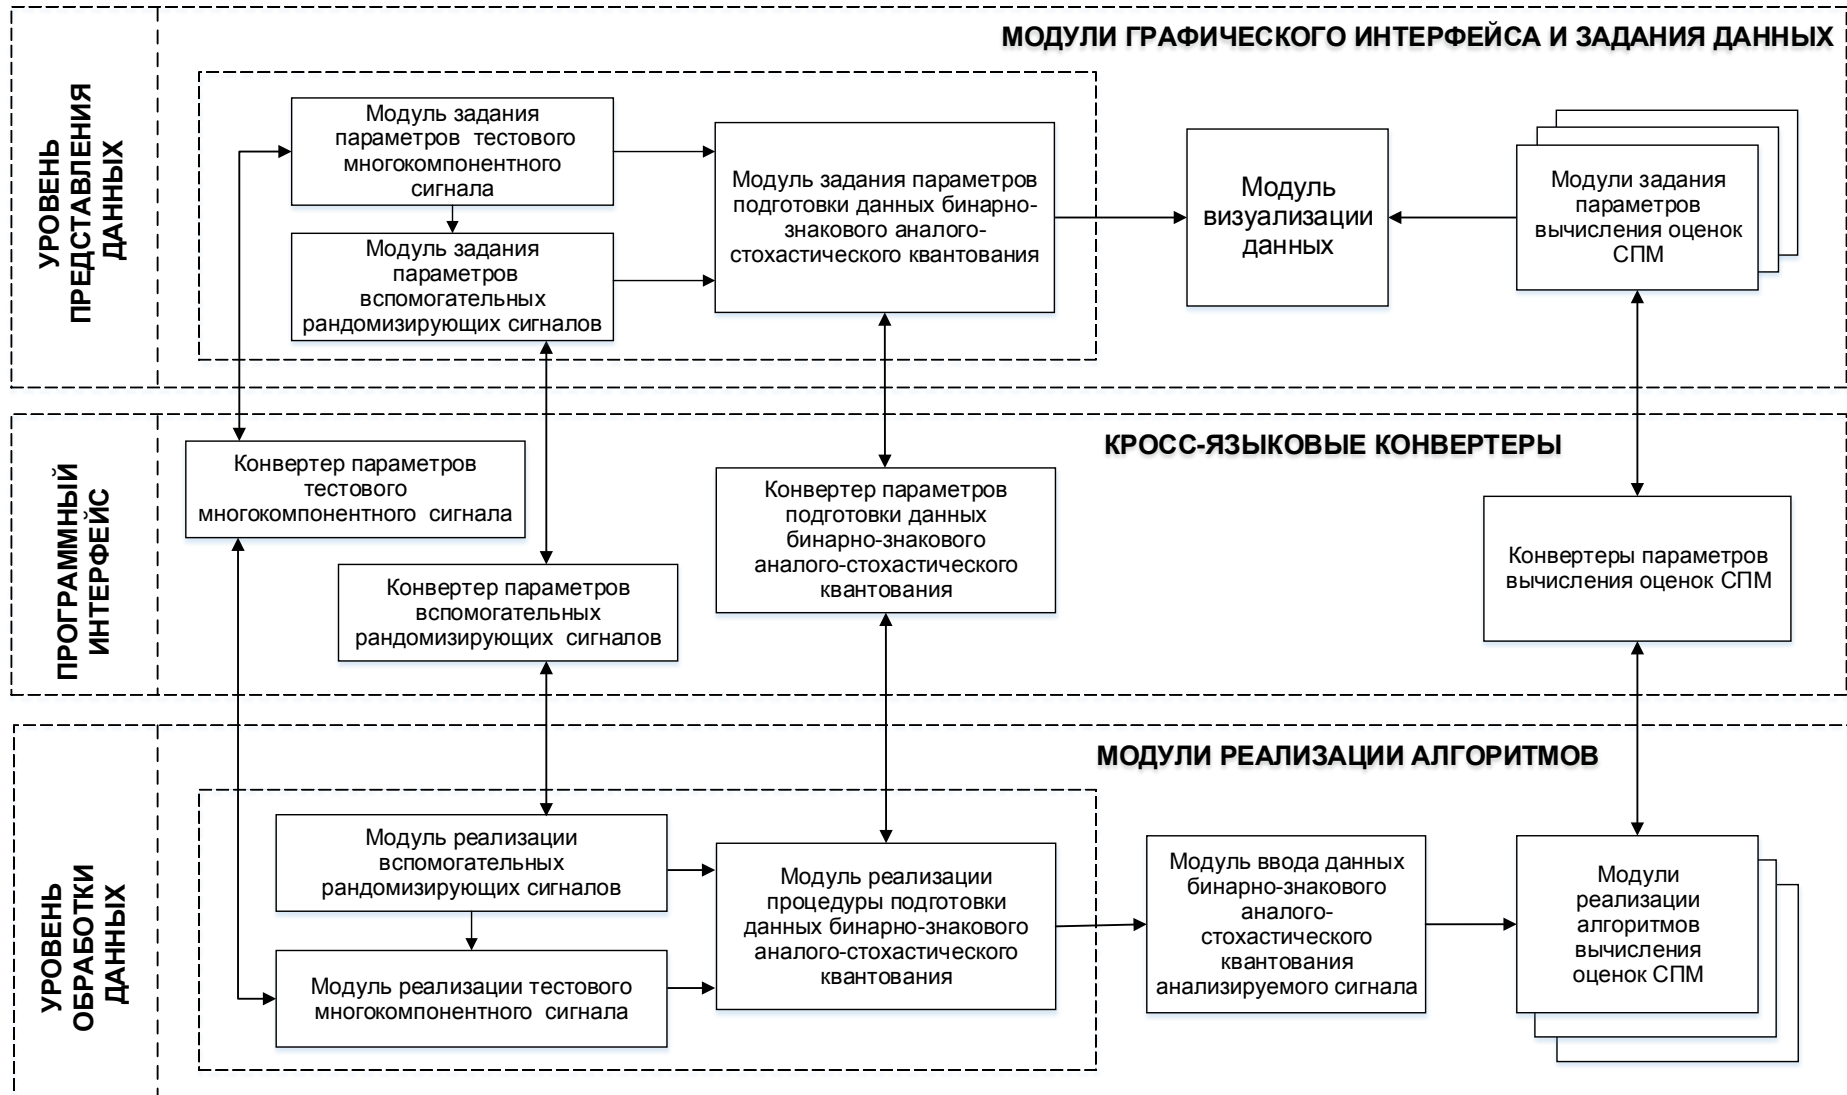 МОДУЛИ ГРАФИЧЕСКОГО ИНТЕРФЕЙСА И ЗАДАНИЯ ДАННЫХ
УРОВЕНЬ
ПРЕДСТАВЛЕНИЯ
ДАННЫХ
Модуль задания
параметров тестового
многокомпонентного
сигнала
Модуль задания
параметров
вспомогательных
рандомизирующих сигналов
Модуль задания параметров
подготовки данных бинарно-
знакового аналого-
стохастического квантования
Модуль
визуализации
данных
Модули задания
параметров
вычисления оценок
СПМ
КРОСС-ЯЗЫКОВЫЕ КОНВЕРТЕРЫ
ПРОГРАММНЫЙ
ИНТЕРФЕЙС
Конвертер параметров
тестового
многокомпонентного сигнала
Конвертер параметров
вспомогательных
рандомизирующих сигналов
Конвертер параметров
подготовки данных
бинарно-знакового
аналого-стохастического
квантования
Конвертеры параметров
вычисления оценок СПМ
МОДУЛИ РЕАЛИЗАЦИИ АЛГОРИТМОВ
УРОВЕНЬ
ОБРАБОТКИ
ДАННЫХ
Модуль реализации
вспомогательных
рандомизирующих сигналов
Модуль реализации тестового
многокомпонентного сигнала
Модуль реализации
процедуры подготовки
данных бинарно-знакового
аналого-стохастического
квантования
Модуль ввода данных
бинарно-знакового
аналого-
стохастического
квантования
анализируемого сигнала
Модули
реализации
алгоритмов
вычисления
оценок СПМ